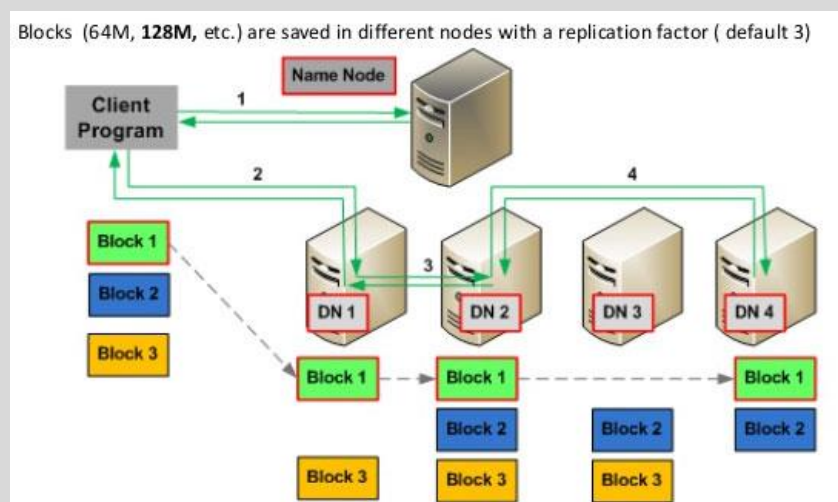 Blocks (64M, 128M, etc.) are saved in different nodes with a replication factor ( default 3)
Name Node
Client
Program
1
2
4
Block 1
3
Block 2
DN 1
DN 2
DN 3
DN 4
Block 3
Block 1
Block 1
Block 1
Block 2
Block 2
Block 2
Block 3
Block 3
Block 3